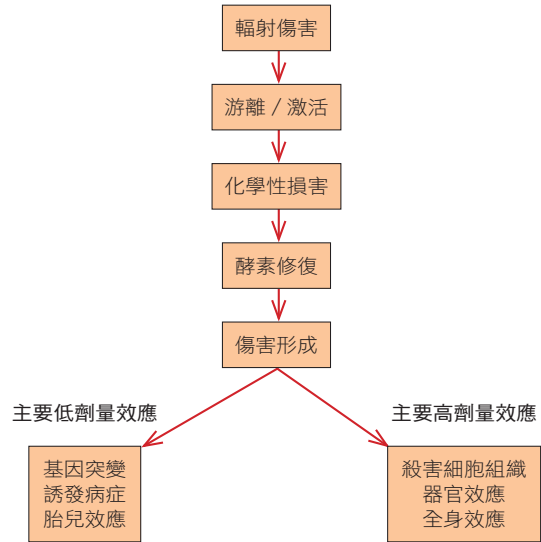 輻射傷害
游離 / 激活
化學性損害
酵素修復
傷害形成
主要低劑量效應
主要高劑量效應
基因突變
誘發病症
胎兒效應
殺害細胞組織
器官效應
全身效應